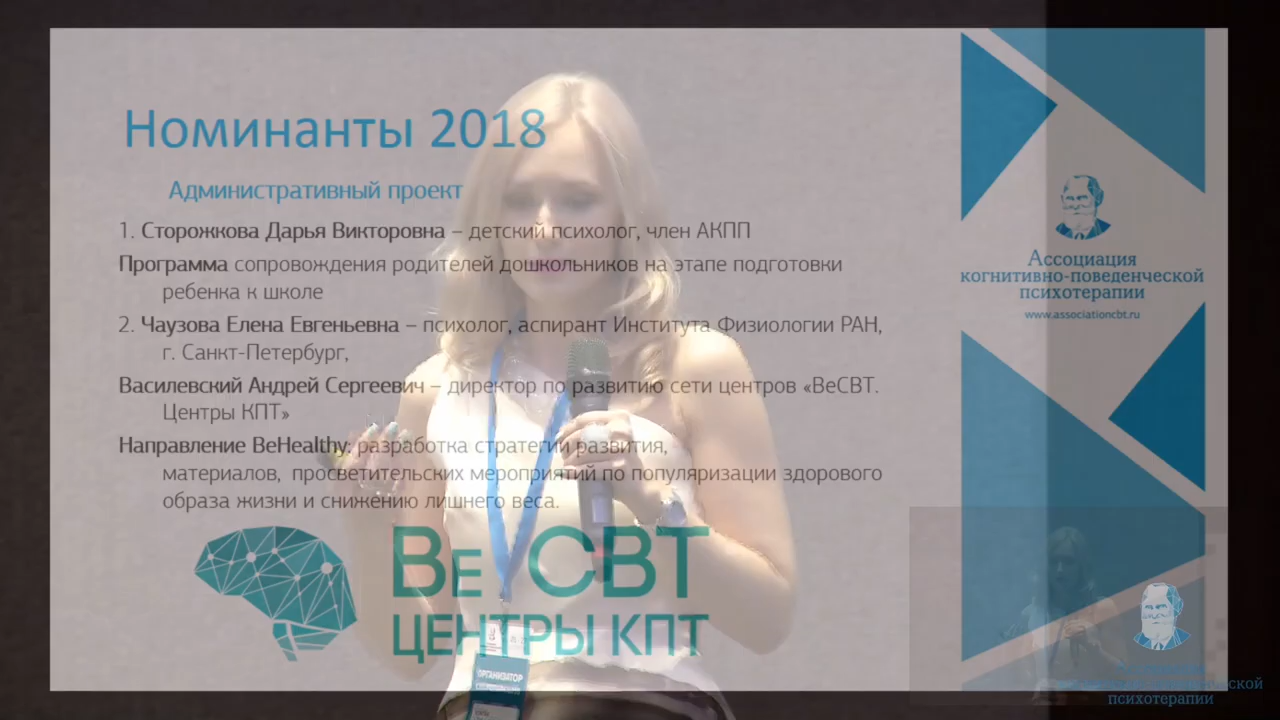 Номинанты 2018
Административный проект
1. Сторожкова Дарья Викторовна – детский психолог, член АКПП
Программа сопровождения родителей дошкольников на этапе подготовки
ребенка к школе
2. Чаузова Елена Евгеньевна – психолог, аспирант Института Физиологии РАН,
г. Санкт-Петербург,
Василевский Андрей Сергеевич – директор по развитию сети центров «BeCBT.
Центры КПТ»
Направление BeHealthy: разработка стратегии развития,
материалов, просветительских мероприятий по популяризации здорового
образа жизни и снижению лишнего веса.
Be CBT
ЦЕНТРЫ КПТ
Ассоциация
когнитивно-поведенческой
психотерапии
www.associationcbt.ru
ОРГАНИЗАТОР
психотерапии